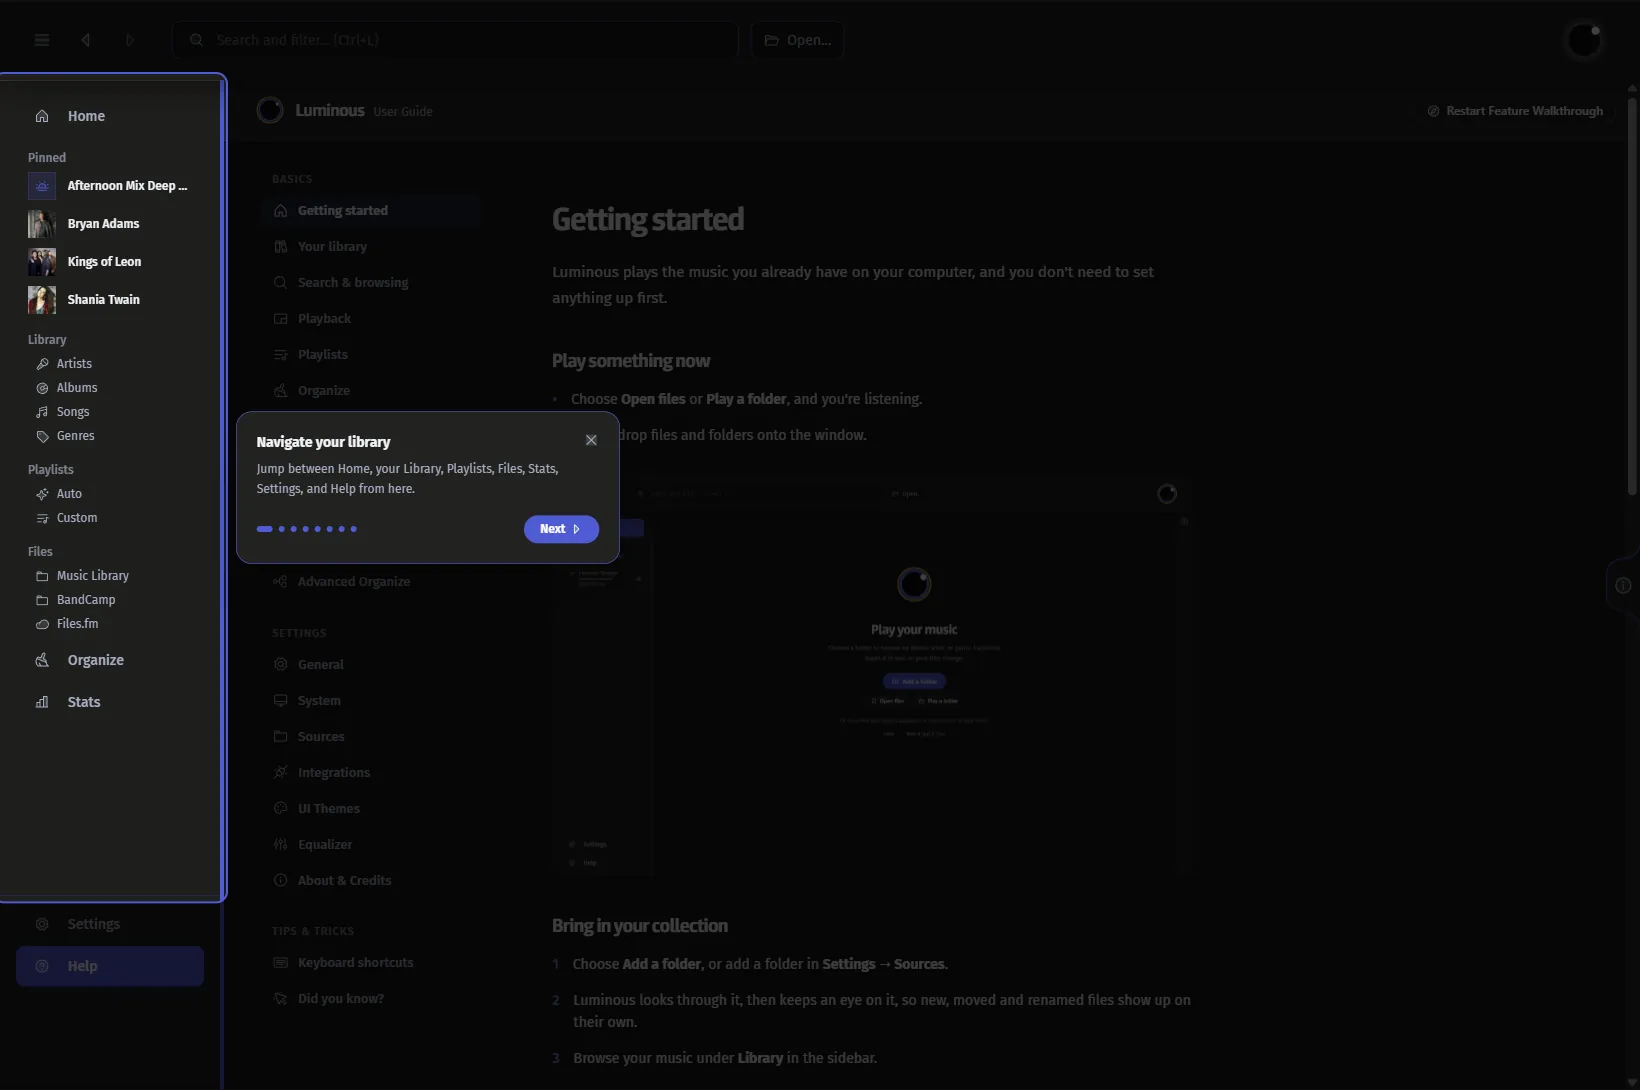 Search and filter... (Ctrl+L)
Open...
Home
Pinned
Afternoon Mix Deep ...
Bryan Adams
Kings of Leon
Shania Twain
Library
Artists
Albums
Songs
Genres
Playlists
Auto
Custom
Files
Music Library
BandCamp
Files.fm
Organize
Stats
Settings
Help
Luminous User Guide
Restart Feature Walkthrough
BASICS
Getting started
Your library
Search & browsing
Playback
Playlists
Organize
Advanced Organize
SETTINGS
General
System
Sources
Integrations
UI Themes
Equalizer
About & Credits
TIPS & TRICKS
Keyboard shortcuts
Did you know?
Navigate your library
Jump between Home, your Library, Playlists, Files, Stats,
Settings, and Help from here.
Next
Getting started
Luminous plays the music you already have on your computer, and you don't need to set
anything up first.
Play something now
• Choose Open files or Play a folder, and you're listening.
drop files and folders onto the window.
Open...
Play your music
Add a folder
Open files
Play a folder
Settings
Help
Bring in your collection
1 Choose Add a folder, or add a folder in Settings → Sources.
2 Luminous looks through it, then keeps an eye on it, so new, moved and renamed files show up on
their own.
3 Browse your music under Library in the sidebar.